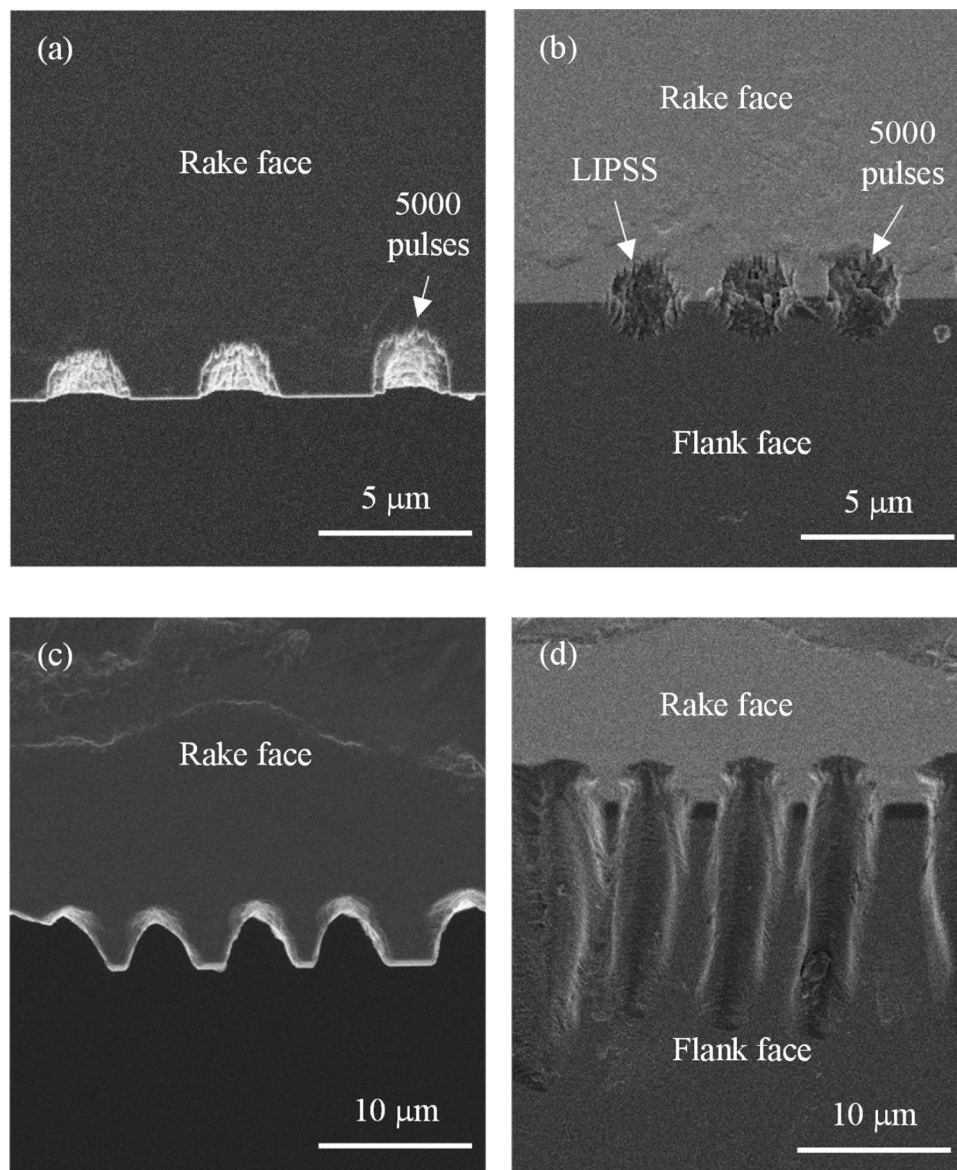 (a)
Rake face
5000
pulses
5 μm
(b)
Rake face
LIPSS
5000
pulses
Flank face
5 μm
(c)
Rake face
10 μm
(d)
Rake face
Flank face
10 μm